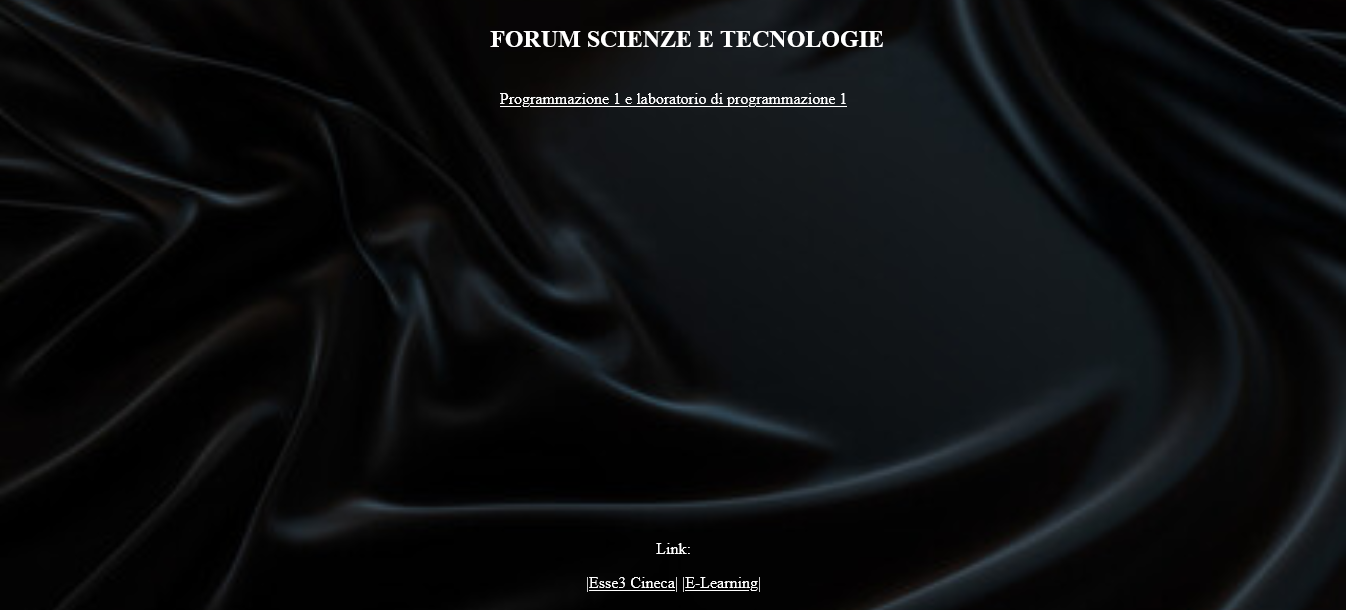 FORUM SCIENZE E TECNOLOGIE
Programmazione 1 e laboratorio di programmazione 1
Link:
|Esse3 Cineca| |E-Learning|